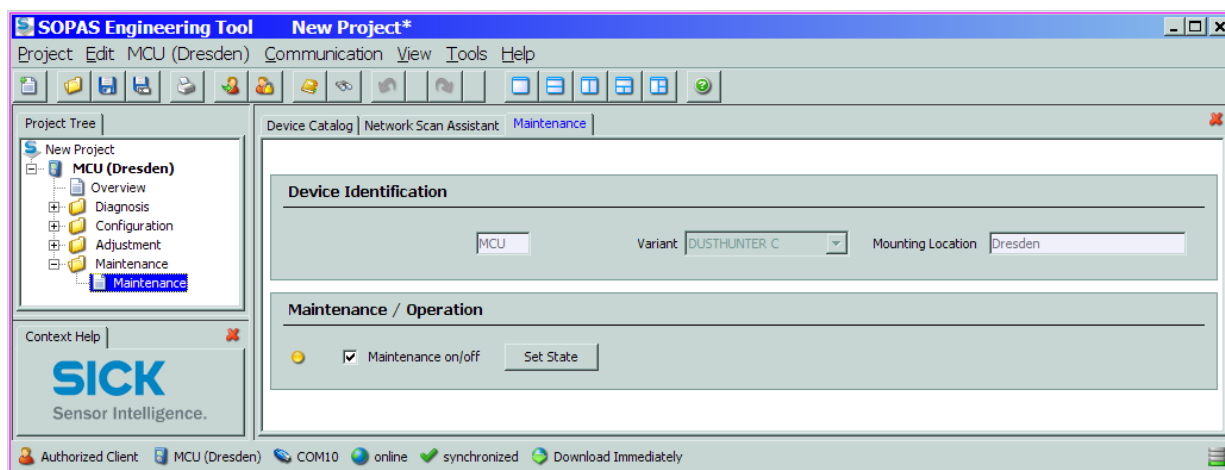 SOPAS Engineering Tool New Project*
Project Edit MCU (Dresden) Communication View Tools Help
Project Tree
New Project
MCU (Dresden)
Overview
Diagnosis
Configuration
Adjustment
Maintenance
Maintenance
Context Help
SICK
Sensor Intelligence.
Device Catalog Network Scan Assistant Maintenance
Device Identification
MCU Variant DUSTHUNTER C Mounting Location Dresden
Maintenance / Operation
Maintenance on/off Set State
Authorized Client MCU (Dresden) COM10 online synchronized Download Immediately